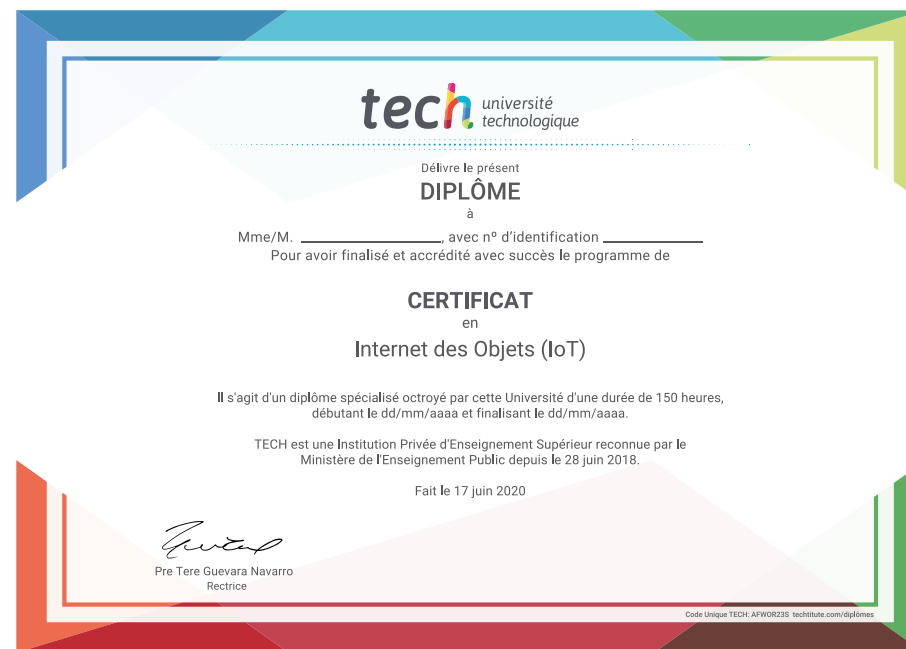 tech université
technologique
Délivre le présent
DIPLÔME
à
Mme/M. ____________________, avec nº d'identification ______________
Pour avoir finalisé et accrédité avec succès le programme de
CERTIFICAT
en
Internet des Objets (IoT)
Il s'agit d'un diplôme spécialisé octroyé par cette Université d'une durée de 150 heures,
débutant le dd/mm/aaaa et finalisant le dd/mm/aaaa.
TECH est une Institution Privée d'Enseignement Supérieur reconnue par le
Ministère de l'Enseignement Public depuis le 28 juin 2018.
Fait le 17 juin 2020
Pre Tere Guevara Navarro
Rectrice
Code Unique TECH: AFWOR23S techtitute.com/diplômes